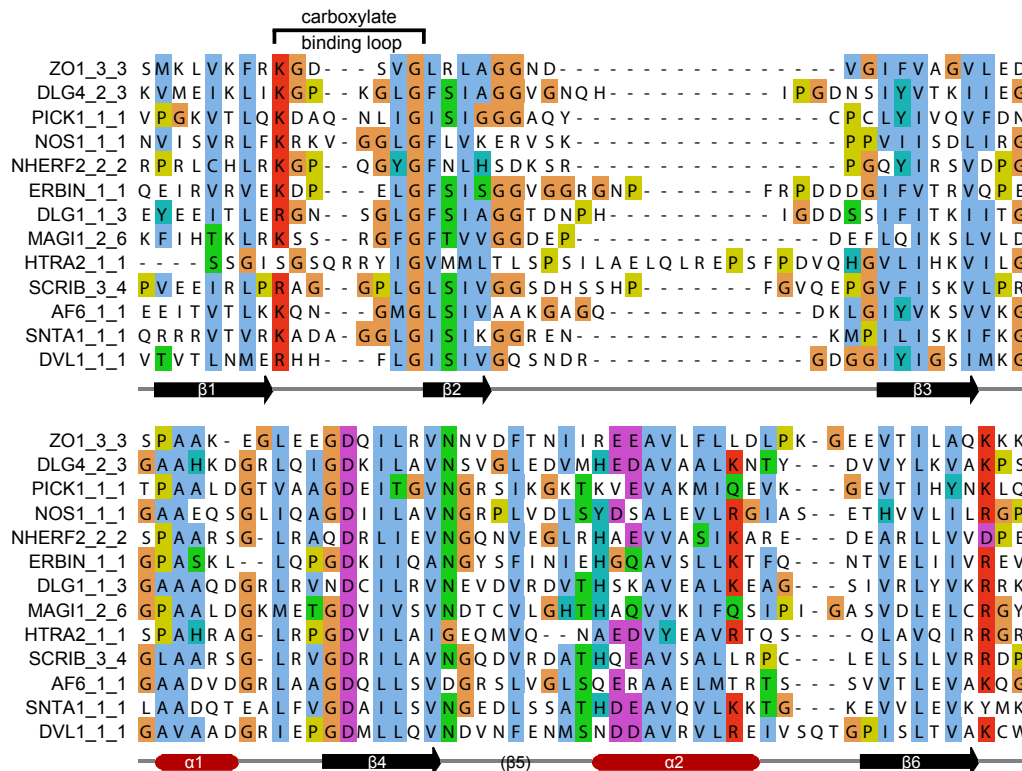 carboxylate
binding loop
ZO1_3_3 SMKLVKFRKGD---SVGLRLAGGND-----------------VGIFVAGVLED
DLG4_2_3 KVMEIKLIKGP--KGLGFSIAGGVGNQH----------IPGDNSIYVTKIIEG
PICK1_1_1 VPGKVTLQKDAQ-NLIGISIGGGAQY---------------CPCLYIVQVFDN
NOS1_1_1 NVISVRLFKRKV-GGLGFLVKERVSK----------------PPVIISDLIRG
NHERF2_2_2 RPRLCHLRKGP--QGYGFNLHSDKSR----------------PGQYIRSVDPG
ERBIN_1_1 QEIRVRVEKDP---ELGFSISGGVGGRGNP-------FRPDDDGIFVTRVQPE
DLG1_1_3 EYEEITLERGN--SGLGFSIAGGTDNPH----------IGDDSSIFITKIITG
MAGI1_2_6 KFIHTKLRKSS--RGFGFTVVGGDEP---------------DEFLQIKSLVLD
HTRA2_1_1 ----SSGISGSQRRYIGVMMLTLSPSILAELQLREPSFPDVQHGVLIHKVILG
SCRIB_3_4 PVEEIRLPRAG--GPLGLSIVGGSDHSSHP-------FGVQEPGVFISKVLPR
AF6_1_1 EEITVTLKKQN---GMGLSIVAAKGAGQ------------DKLGIYVKSVVKG
SNTA1_1_1 QRRRVTVRKADA-GGLGISIKGGREN---------------KMPILISKIFKG
DVL1_1_1 VTVTLNMERHH---FLGISIVGQSNDR-------------GDGGIYIGSIMKG
β1 β2 β3
ZO1_3_3 SPAAK-EGLEEGDQILRVNNVDFTNIIREEAVLFLLDLPK-GEEVTILAQKKK
DLG4_2_3 GAAHKDGRLQIGDKILAVNSVGLEDVMHEDAVAALKNTY---DVVYLKVAKPS
PICK1_1_1 TPAALDGTVAAGDEITGVNGRSIKGKTKVEVAKMIQEVK---GEVTIHYNKLQ
NOS1_1_1 GAAEQSGLIQAGDIILAVNGRPLVDLSYDSALEVLRGIAS--ETHVVLILRGP
NHERF2_2_2 SPAARSG-LRAQDRLIEVNGQNVEGLRHAEVVASIKARE---DEARLLVVDPE
ERBIN_1_1 GPASKL--LQPGDKIIQANGYSFINIEHGQAVSLLKTFQ---NTVELIIVREV
DLG1_1_3 GAAAQDGRLRVNDCILRVNEVDVRDVTHSKAVEALKEAG---SIVRLYVKRRK
MAGI1_2_6 GPAALDGKMETGDVIVSVNDTCVLGHTHAQVVKIFQSIPI-GASVDLELCRGY
HTRA2_1_1 SPAHRAG-LRPGDVILAIGEQMVQ--NAEDVYEAVRTQS---QLAVQIRRGR
SCRIB_3_4 GLAARSG-LRVGDRILAVNGQDVRDATHQEAVSALLRPC---LELSLLVRRDP
AF6_1_1 GAADVDGRLAAGDQLLSVDGRSLVGLSQERAAELMTRTS---SVVTLEVAKQG
SNTA1_1_1 LAADQTEALFVGDAILSVNGEDLSSATHDEAVQVLKKTG---KEVVLEVKYMK
DVL1_1_1 GAVAADGRIEPGDMLLQVNDVNFENMSNDDAVRVLREIVSQTGPISLTVAKCW
α1 β4 (β5) α2 β6